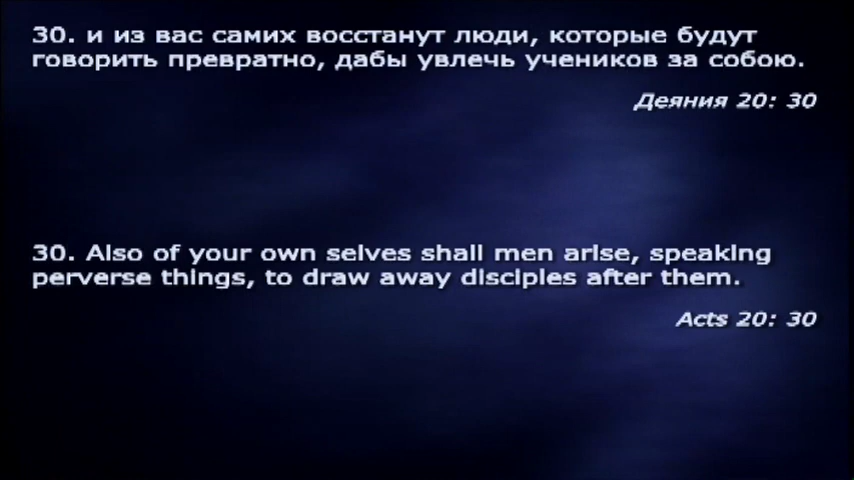 30. и из вас самих восстанут люди, которые будут
говорить превратно, дабы увлечь учеников за собою.
Деяния 20: 30
30. Also of your own selves shall men arise, speaking
perverse things, to draw away disciples after them.
Acts 20: 30